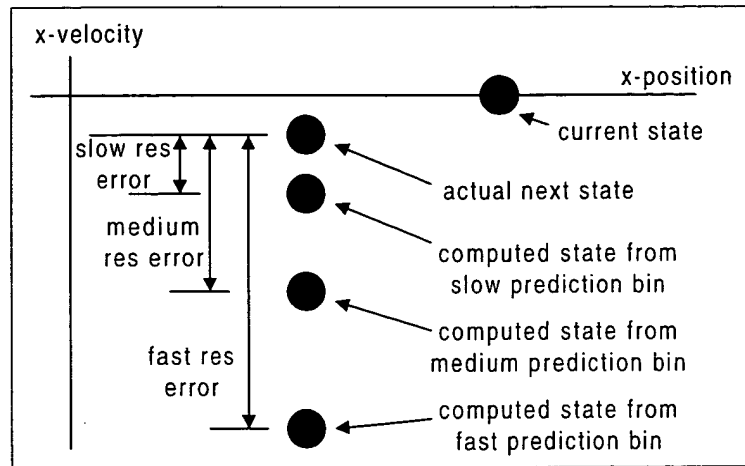 x-velocity
x-position
current state
slow res
error
actual next state
medium
res error
computed state from
slow prediction bin
computed state from
medium prediction bin
fast res
error
computed state from
fast prediction bin